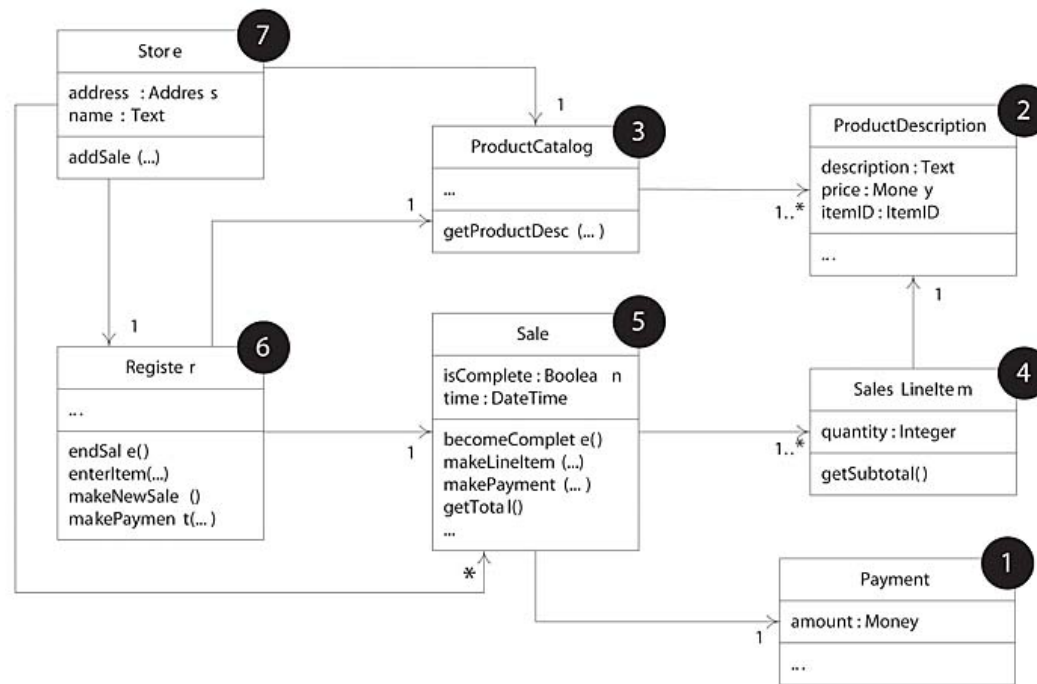 7
Store
address : Address
name : Text
addSale (...)
1
3
ProductCatalog
...
getProductDesc (...)
1
1..*
2
ProductDescription
description : Text
price : Money
itemID : ItemID
...
1
1
6
Register
...
endSale()
enterItem(...)
makeNewSale ()
makePayment(...)
1
5
Sale
isComplete : Boolean
time : DateTime
becomeComplete()
makeLineItem (...)
makePayment (...)
getTotal()
...
*
1..*
4
Sales LineItem
quantity : Integer
getSubtotal()
1
1
Payment
amount : Money
...